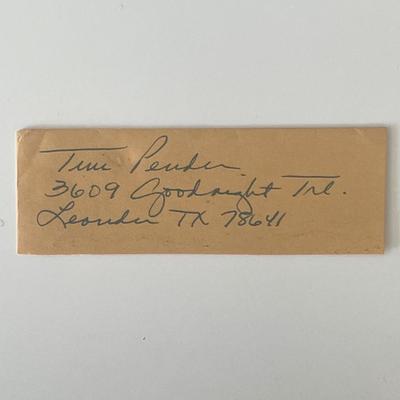 Tim Pender
3609 Goodnight Trl.
Leander TX 78641